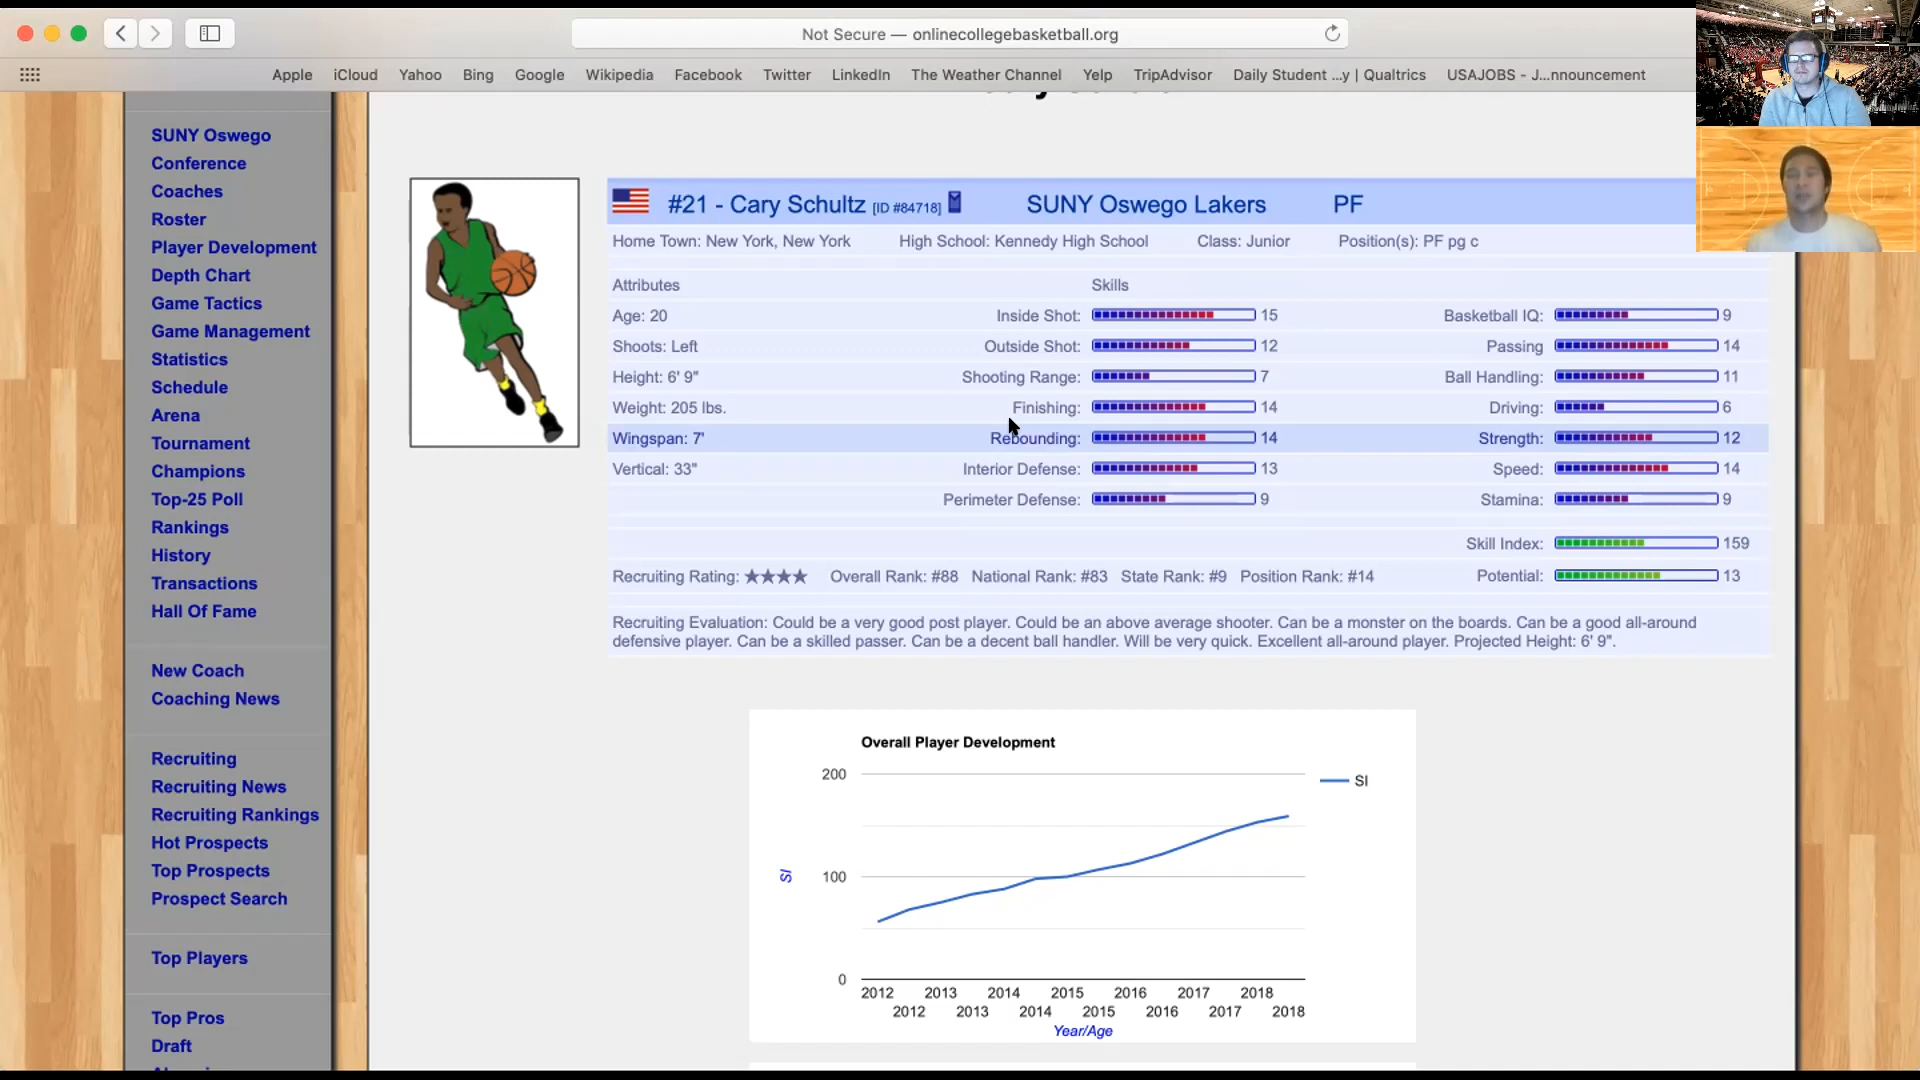 Not Secure — onlinecollegebasketball.org
Apple iCloud Yahoo Bing Google Wikipedia Facebook Twitter LinkedIn The Weather Channel Yelp TripAdvisor Daily Student ...y | Qualtrics USAJOBS - J...nnouncement
SUNY Oswego
Conference
Coaches
Roster
Player Development
Depth Chart
Game Tactics
Game Management
Statistics
Schedule
Arena
Tournament
Champions
Top-25 Poll
Rankings
History
Transactions
Hall Of Fame
New Coach
Coaching News
Recruiting
Recruiting News
Recruiting Rankings
Hot Prospects
Top Prospects
Prospect Search
Top Players
Top Pros
Draft
#21 - Cary Schultz [ID #84718] SUNY Oswego Lakers PF
Home Town: New York, New York High School: Kennedy High School Class: Junior Position(s): PF pg c
Attributes Skills
Age: 20 Inside Shot: 15 Basketball IQ: 9
Shoots: Left Outside Shot: 12 Passing 14
Height: 6' 9" Shooting Range: 7 Ball Handling: 11
Weight: 205 lbs. Finishing: 14 Driving: 6
Wingspan: 7' Rebounding: 14 Strength: 12
Vertical: 33" Interior Defense: 13 Speed: 14
Perimeter Defense: 9 Stamina: 9
Skill Index: 159
Recruiting Rating: ★★★★ Overall Rank: #88 National Rank: #83 State Rank: #9 Position Rank: #14 Potential: 13
Recruiting Evaluation: Could be a very good post player. Could be an above average shooter. Can be a monster on the boards. Can be a good all-around
defensive player. Can be a skilled passer. Can be a decent ball handler. Will be very quick. Excellent all-around player. Projected Height: 6' 9".
Overall Player Development
200
SI
SI
100
0
2012 2013 2014 2015 2016 2017 2018
2012 2013 2014 2015 2016 2017 2018
Year/Age